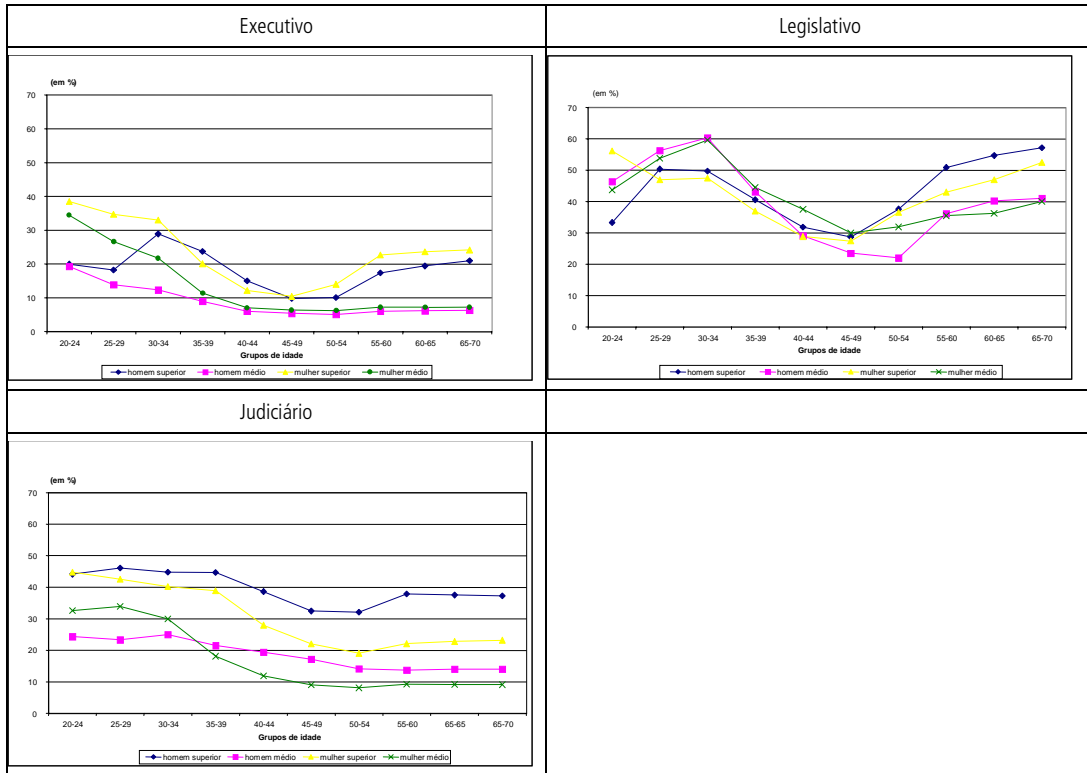 Executivo
Legislativo
(em %)
70
60
50
40
30
20
10
0
20-24 25-29 30-34 35-39 40-44 45-49 50-54 55-60 60-65 65-70
Grupos de idade
homem superior homem médio mulher superior mulher médio
(em %)
70
60
50
40
30
20
10
0
20-24 25-29 30-34 35-39 40-44 45-49 50-54 55-60 60-65 65-70
Grupos de idade
homem superior homem médio mulher superior mulher médio
Judiciário
(em %)
70
60
50
40
30
20
10
0
20-24 25-29 30-34 35-39 40-44 45-49 50-54 55-60 65-65 65-70
Grupos de idade
homem superior homem médio mulher superior mulher médio